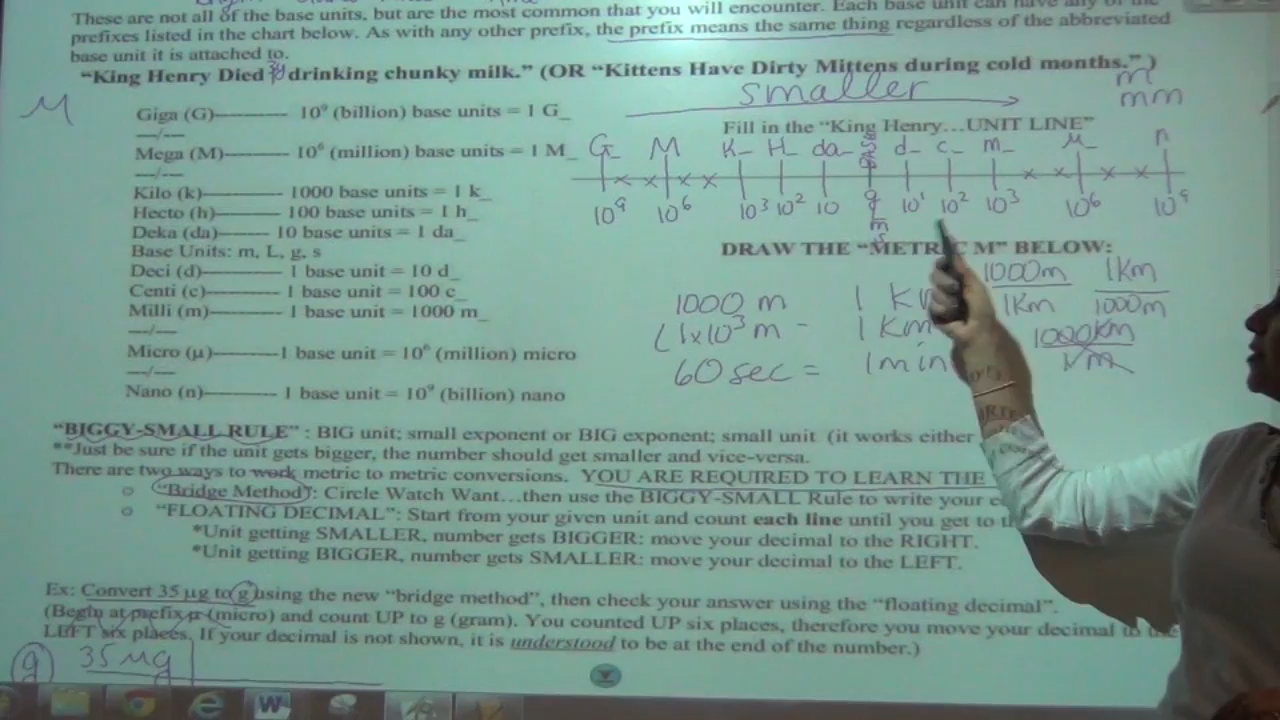 These are not all of the base units, but are the most common that you will encounter. Each base unit can have any of the
prefixes listed in the chart below. As with any other prefix, the prefix means the same thing regardless of the abbreviated
base unit it is attached to.
"King Henry Died drinking chunky milk." (OR "Kittens Have Dirty Mittens during cold months.")
smaller
m
mm
M
Giga (G)---------- 10⁹ (billion) base units = 1 G_
---/---
Mega (M)---------- 10⁶ (million) base units = 1 M_
---/---
Kilo (k)---------- 1000 base units = 1 k_
Hecto (h)---------- 100 base units = 1 h_
Deka (da)---------- 10 base units = 1 da_
Base Units: m, L, g, s
Deci (d)---------- 1 base unit = 10 d_
Centi (c)---------- 1 base unit = 100 c_
Milli (m)---------- 1 base unit = 1000 m_
---/---
Micro (μ)----------1 base unit = 10⁶ (million) micro
---/---
Nano (n)---------- 1 base unit = 10⁹ (billion) nano
Fill in the "King Henry…UNIT LINE"
G_ M K_ H_ da_ d_ c_ m_ μ_ n
10⁹ 10⁶ 10³ 10² 10 g L m s 10¹ 10² 10³ 10⁶ 10⁹
DRAW THE "METRIC M" BELOW:
1000 m 1 K
1x10³ m - 1 Km
60 sec = 1 min
1000m 1Km
1Km 1000m
1000Km
1m
"BIGGY-SMALL RULE" : BIG unit; small exponent or BIG exponent; small unit (it works either
**Just be sure if the unit gets bigger, the number should get smaller and vice-versa.
There are two ways to work metric to metric conversions. YOU ARE REQUIRED TO LEARN THE
o "Bridge Method": Circle Watch Want…then use the BIGGY-SMALL Rule to write your
o "FLOATING DECIMAL": Start from your given unit and count each line until you get to
*Unit getting SMALLER, number gets BIGGER: move your decimal to the RIGHT.
*Unit getting BIGGER, number gets SMALLER: move your decimal to the LEFT.
Ex: Convert 35 μg to g using the new "bridge method", then check your answer using the "floating decimal".
(Begin at prefix μ (micro) and count UP to g (gram). You counted UP six places, therefore you move your decimal to the
LEFT six places. If your decimal is not shown, it is understood to be at the end of the number.)
g 35 μg